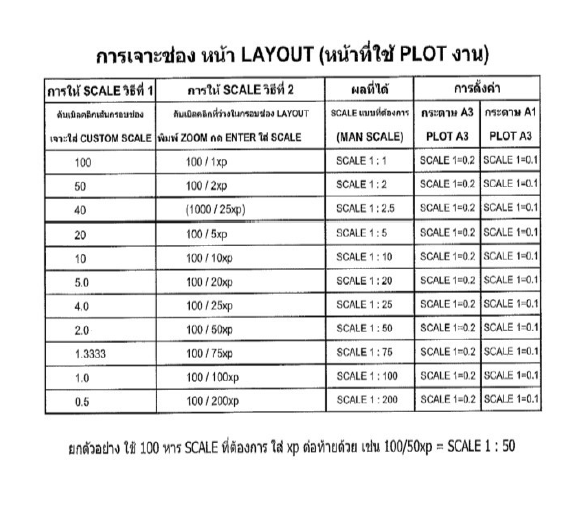 การเจาะช่อง หน้า LAYOUT (หน้าที่ใช้ PLOT งาน)
การให้ SCALE วิธีที่ 1 การให้ SCALE วิธีที่ 2 ผลที่ได้ การตั้งค่า
ดับเบิลคลิกเส้นกรอบช่อง ดับเบิลคลิกที่ว่างในกรอบช่อง LAYOUT SCALE แบบที่ต้องการ กระดาษ A3 กระดาษ A1
เจาะใส่ CUSTOM SCALE พิมพ์ ZOOM กด ENTER ใส่ SCALE (MAN SCALE) PLOT A3 PLOT A3
100 100 / 1xp SCALE 1 : 1 SCALE 1=0.2 SCALE 1=0.1
50 100 / 2xp SCALE 1 : 2 SCALE 1=0.2 SCALE 1=0.1
40 (1000 / 25xp) SCALE 1 : 2.5 SCALE 1=0.2 SCALE 1=0.1
20 100 / 5xp SCALE 1 : 5 SCALE 1=0.2 SCALE 1=0.1
10 100 / 10xp SCALE 1 : 10 SCALE 1=0.2 SCALE 1=0.1
5.0 100 / 20xp SCALE 1 : 20 SCALE 1=0.2 SCALE 1=0.1
4.0 100 / 25xp SCALE 1 : 25 SCALE 1=0.2 SCALE 1=0.1
2.0 100 / 50xp SCALE 1 : 50 SCALE 1=0.2 SCALE 1=0.1
1.3333 100 / 75xp SCALE 1 : 75 SCALE 1=0.2 SCALE 1=0.1
1.0 100 / 100xp SCALE 1 : 100 SCALE 1=0.2 SCALE 1=0.1
0.5 100 / 200xp SCALE 1 : 200 SCALE 1=0.2 SCALE 1=0.1
ยกตัวอย่าง ใช้ 100 หาร SCALE ที่ต้องการ ใส่ xp ต่อท้ายด้วย เช่น 100/50xp = SCALE 1 : 50